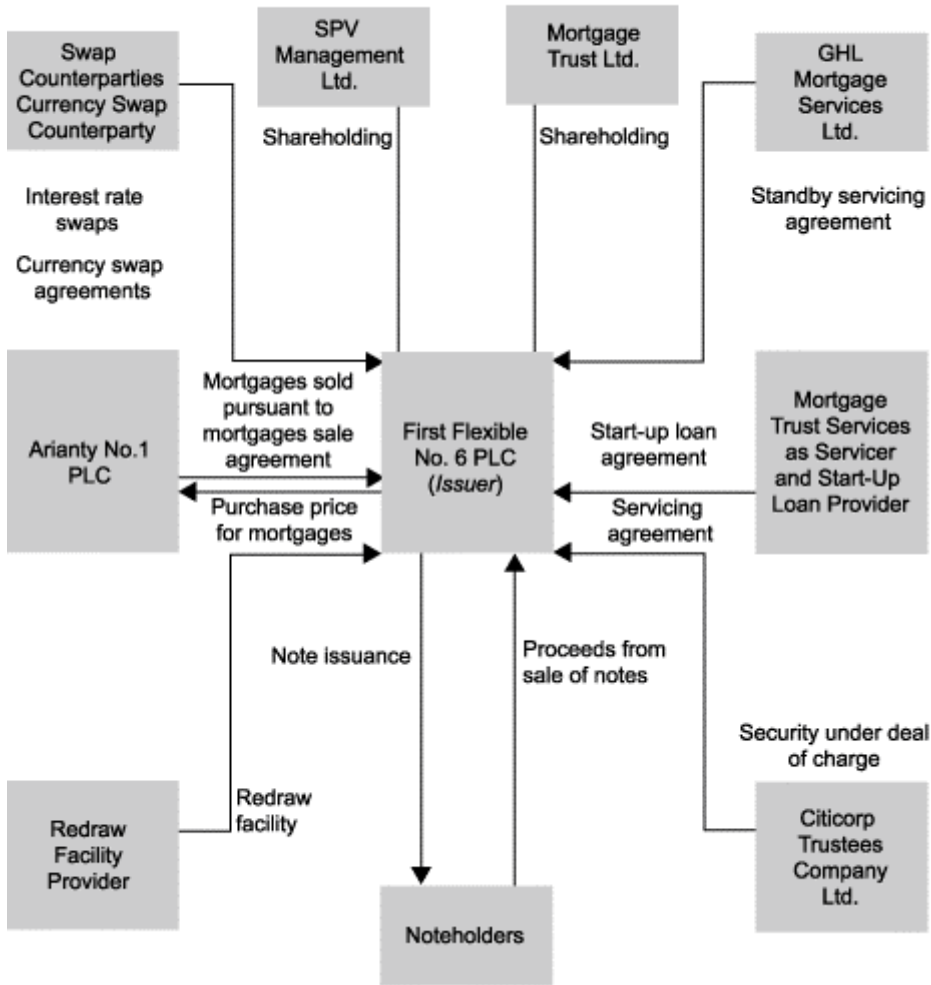 SPV
Management
Ltd.
Mortgage
Trust Ltd.
Swap
Counterparties
Currency Swap
Counterparty
GHL
Mortgage
Services
Ltd.
Shareholding
Shareholding
Interest rate
swaps
Currency swap
agreements
Standby servicing
agreement
Arianty No.1
PLC
Mortgages sold
pursuant to
mortgages sale
agreement
Purchase price
for mortgages
First Flexible
No. 6 PLC
(Issuer)
Start-up loan
agreement
Servicing
agreement
Mortgage
Trust Services
as Servicer
and Start-Up
Loan Provider
Note issuance
Proceeds from
sale of notes
Security under deal
of charge
Redraw
facility
Redraw
Facility
Provider
Noteholders
Citicorp
Trustees
Company
Ltd.